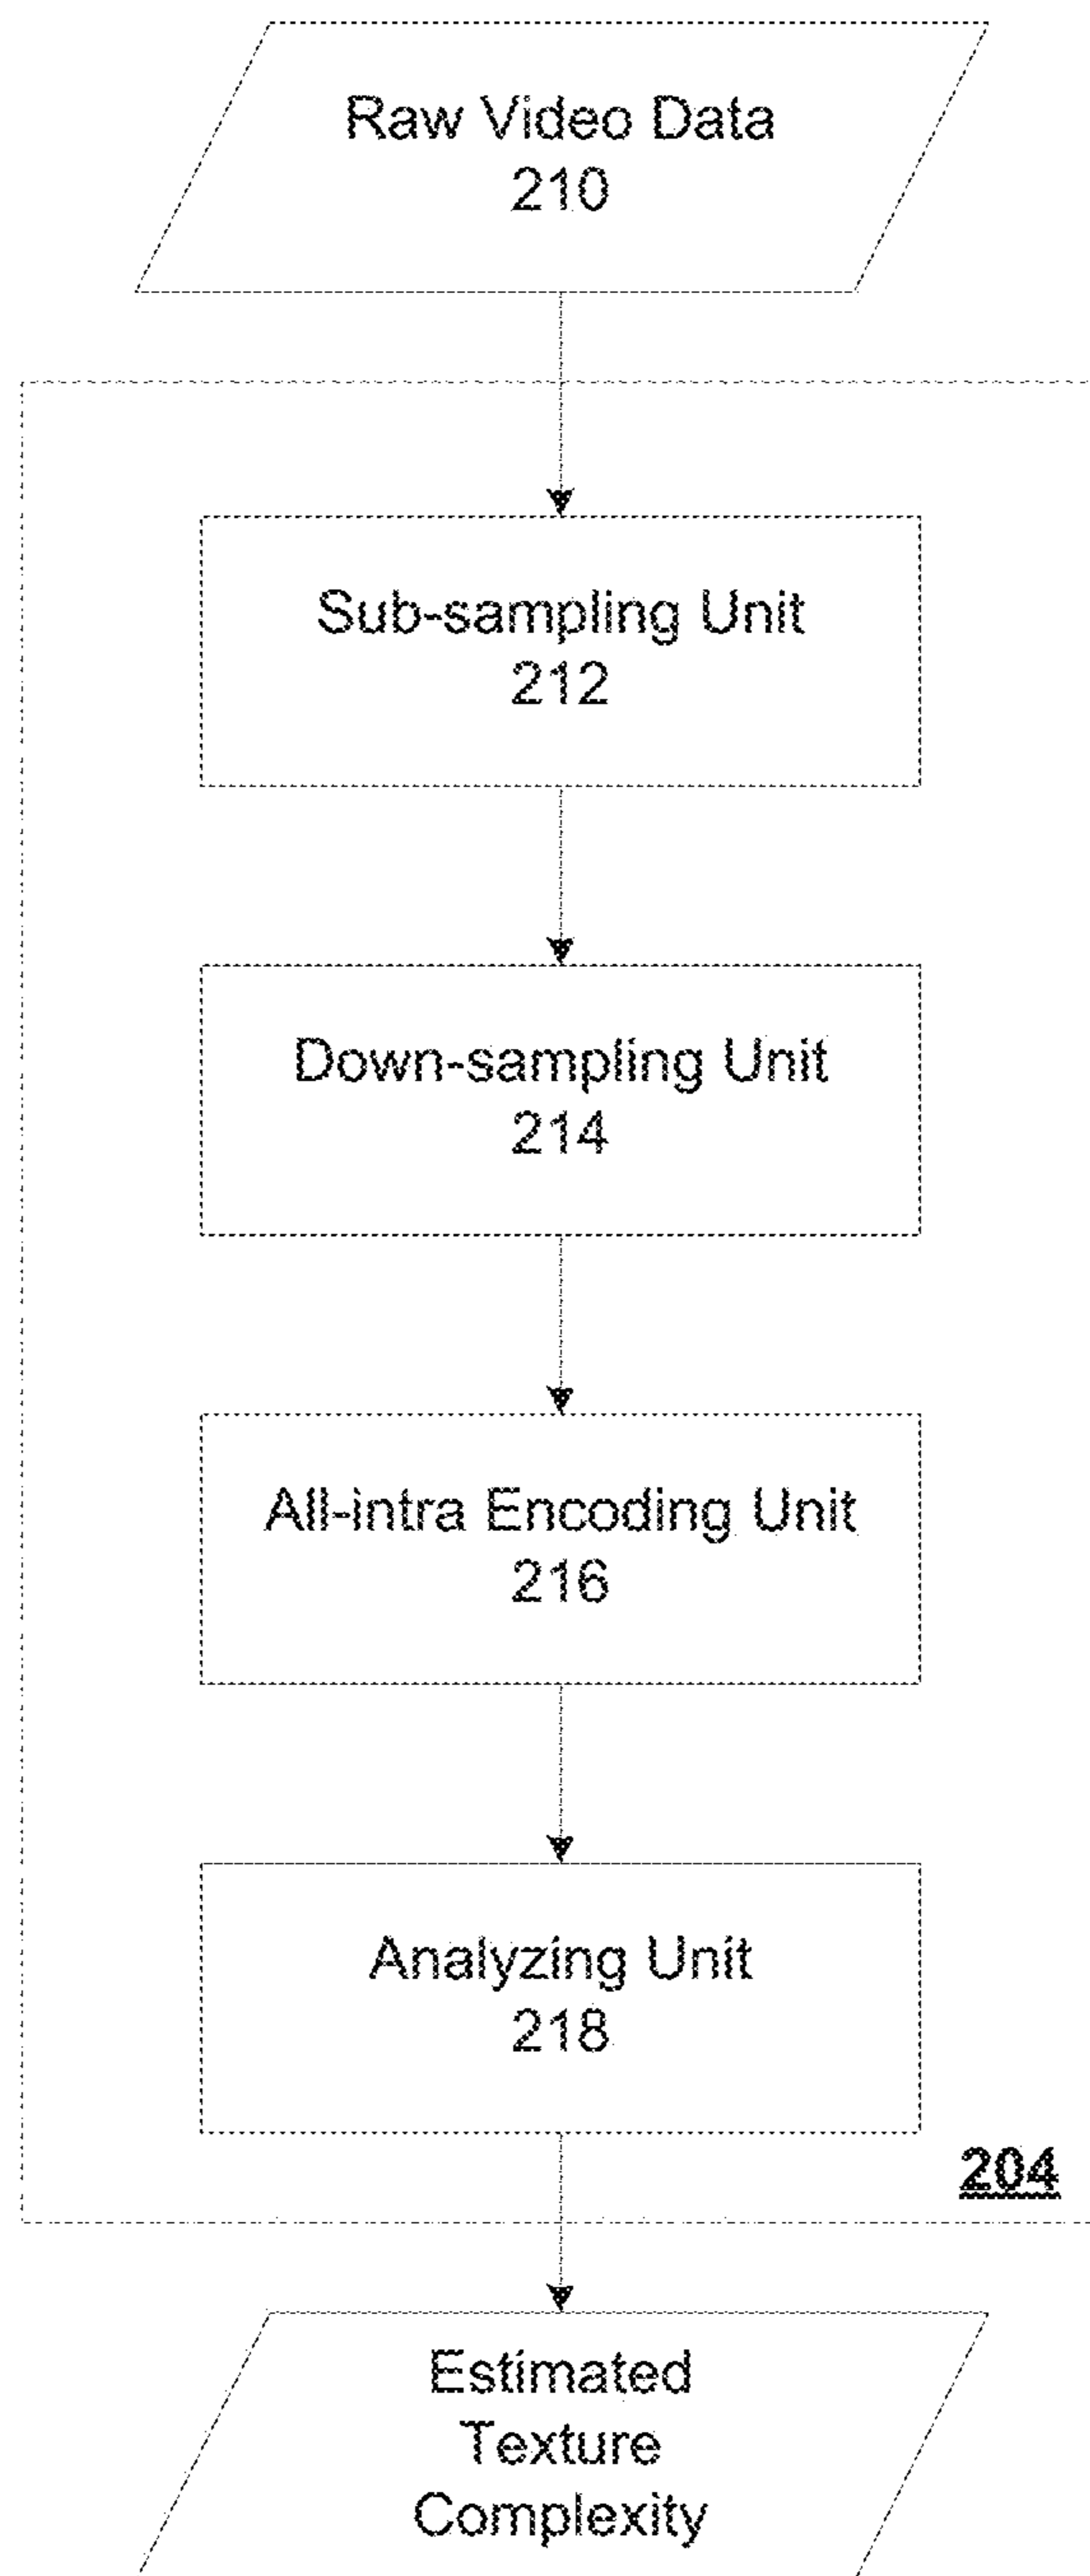 Raw Video Data
210
Sub-sampling Unit
212
Down-sampling Unit
214
All-intra Encoding Unit
216
Analyzing Unit
218
204
Estimated
Texture
Complexity